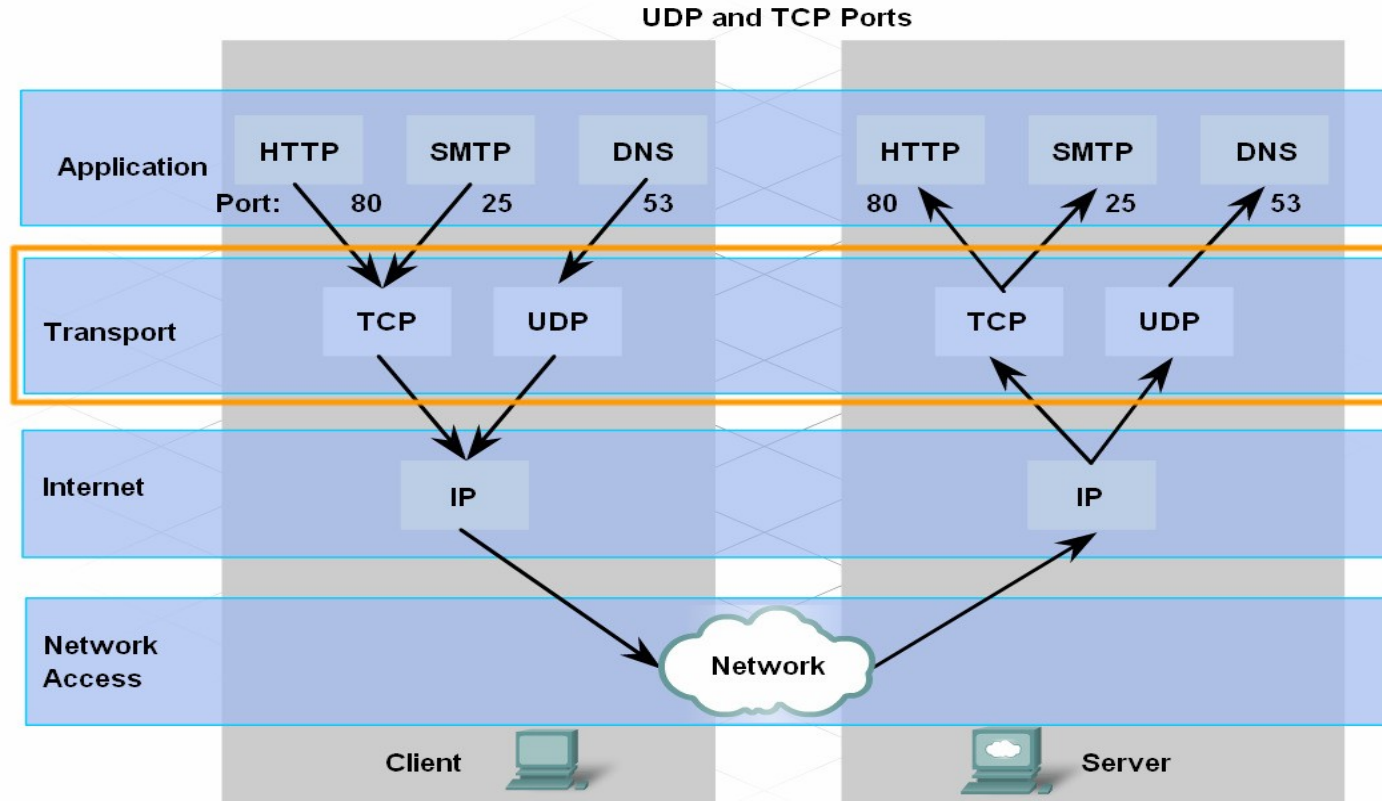 UDP and TCP Ports
Application
HTTP SMTP DNS
HTTP SMTP DNS
Port: 80 25 53
80 25 53
Transport
TCP UDP
TCP UDP
Internet
IP
IP
Network
Access
Network
Client
Server